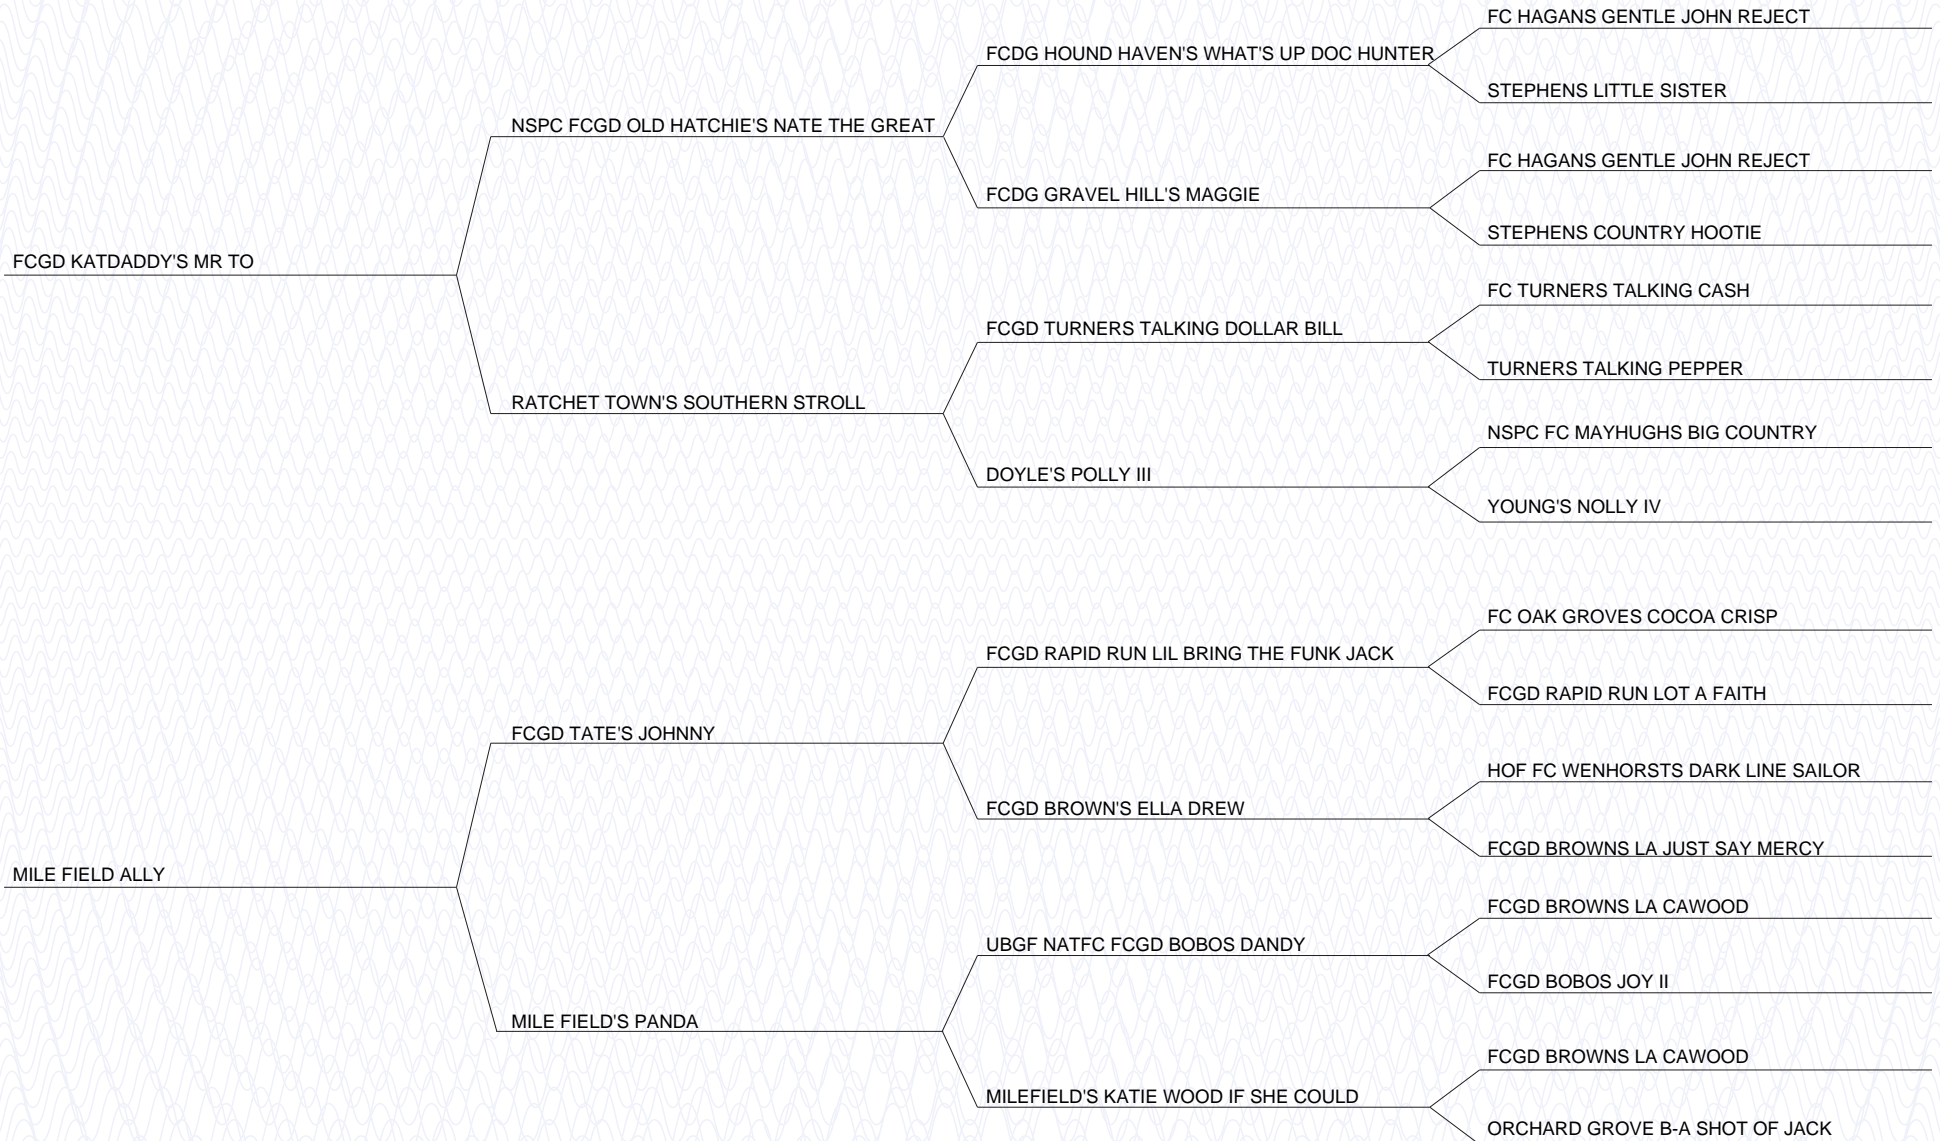 FC HAGANS GENTLE JOHN REJECT
FCDG HOUND HAVEN'S WHAT'S UP DOC HUNTER
STEPHENS LITTLE SISTER
NSPC FCGD OLD HATCHIE'S NATE THE GREAT
FC HAGANS GENTLE JOHN REJECT
FCDG GRAVEL HILL'S MAGGIE
STEPHENS COUNTRY HOOTIE
FCGD KATDADDY'S MR TO
FC TURNERS TALKING CASH
FCGD TURNERS TALKING DOLLAR BILL
TURNERS TALKING PEPPER
RATCHET TOWN'S SOUTHERN STROLL
NSPC FC MAYHUGHS BIG COUNTRY
DOYLE'S POLLY III
YOUNG'S NOLLY IV
FC OAK GROVES COCOA CRISP
FCGD RAPID RUN LIL BRING THE FUNK JACK
FCGD RAPID RUN LOT A FAITH
FCGD TATE'S JOHNNY
HOF FC WENHORSTS DARK LINE SAILOR
FCGD BROWN'S ELLA DREW
FCGD BROWNS LA JUST SAY MERCY
MILE FIELD ALLY
FCGD BROWNS LA CAWOOD
UBGF NATFC FCGD BOBOS DANDY
FCGD BOBOS JOY II
MILE FIELD'S PANDA
FCGD BROWNS LA CAWOOD
MILEFIELD'S KATIE WOOD IF SHE COULD
ORCHARD GROVE B-A SHOT OF JACK